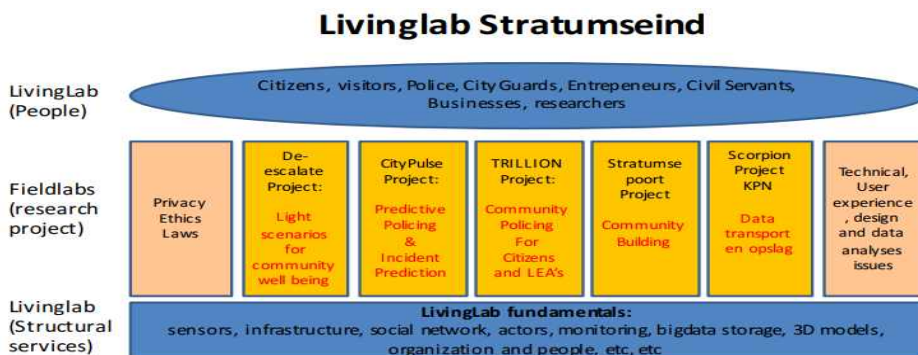 Livinglab Stratumseind
LivingLab
(People)
Citizens, visitors, Police, City Guards, Entrepeneurs, Civil Servants,
Businesses, researchers
Fieldlabs
(research
project)
Privacy
Ethics
Laws
De-
escalate
Project:
Light
scenarios
for
community
well being
CityPulse
Project:
Predictive
Policing
&
Incident
Prediction
TRILLION
Project:
Community
Policing
For
Citizens
and LEA's
Stratumse
poort
Project
Community
Building
Scorpion
Project
KPN
Data
transport
en opslag
Technical,
User
experience
, design
and data
analyses
issues
Livinglab
(Structural
services)
LivingLab fundamentals:
sensors, infrastructure, social network, actors, monitoring, bigdata storage, 3D models,
organization and people, etc, etc